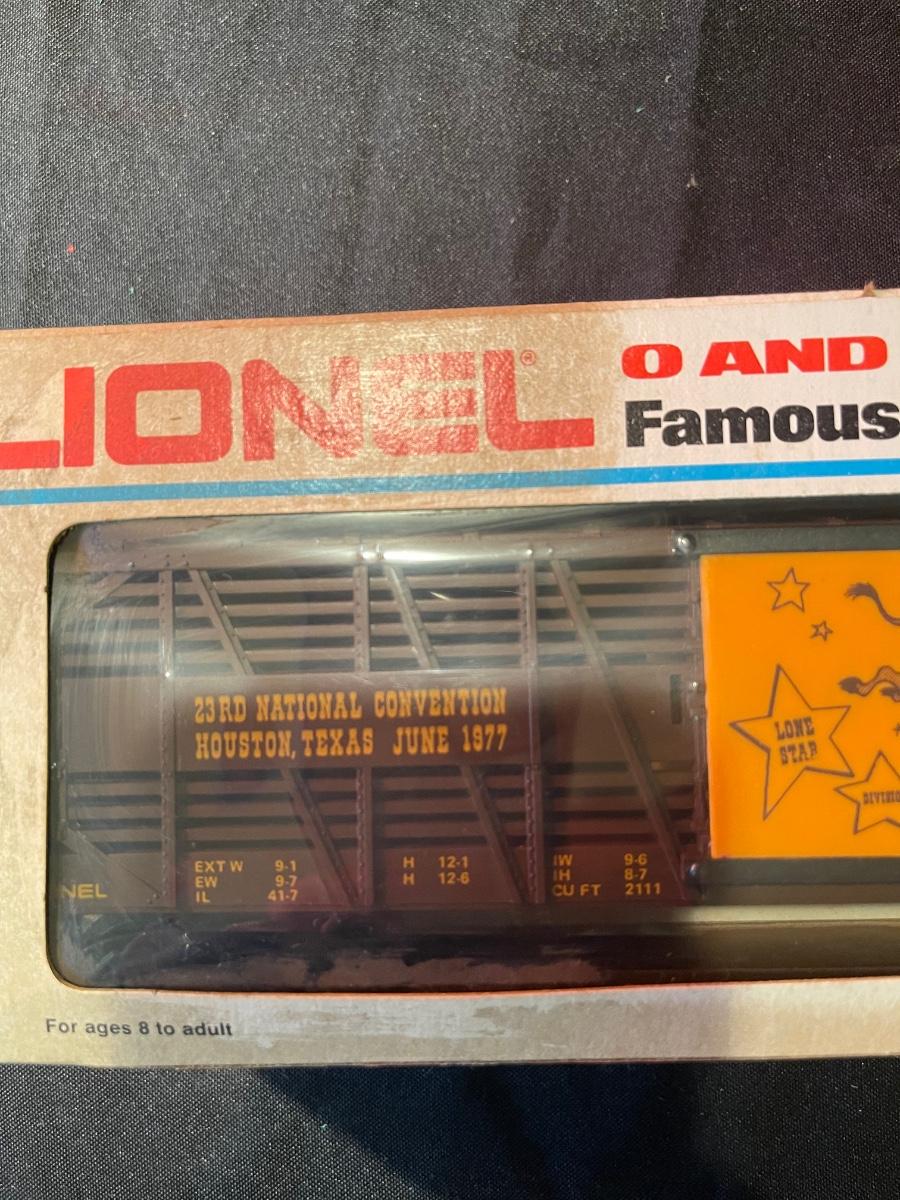 LIONEL®
O AND
Famous
23RD NATIONAL CONVENTION
HOUSTON, TEXAS JUNE 1977
LONE
STAR
EXT W 9-1
EW 9-7
IL 41-7
H 12-1
H 12-6
IW 9-6
IH 8-7
CU FT 2111
NEL
For ages 8 to adult